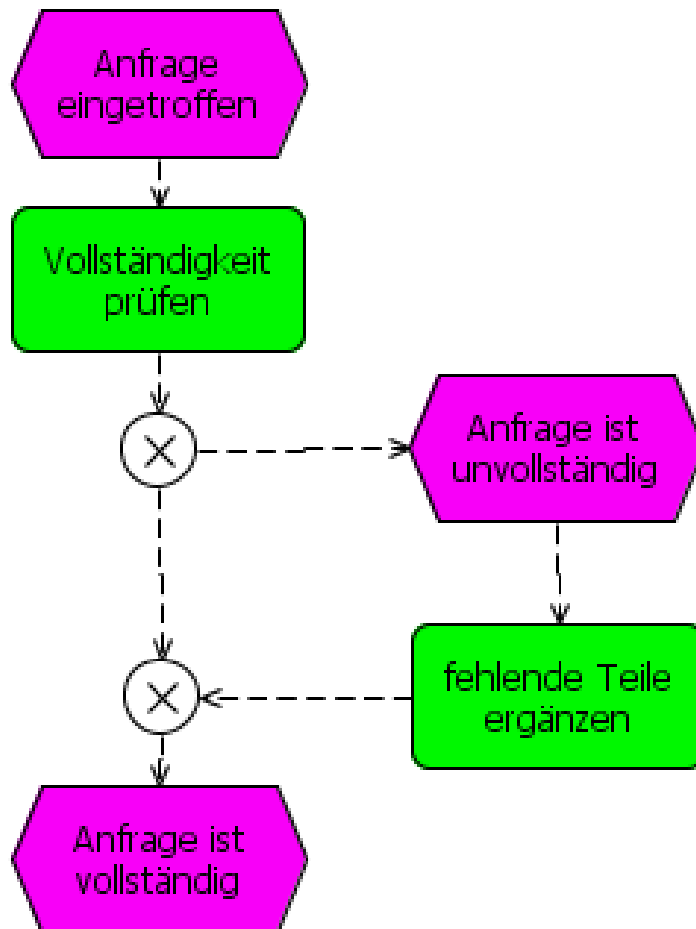 Anfrage
eingetroffen
Vollständigkeit
prüfen
Anfrage ist
unvollständig
fehlende Teile
ergänzen
Anfrage ist
vollständig